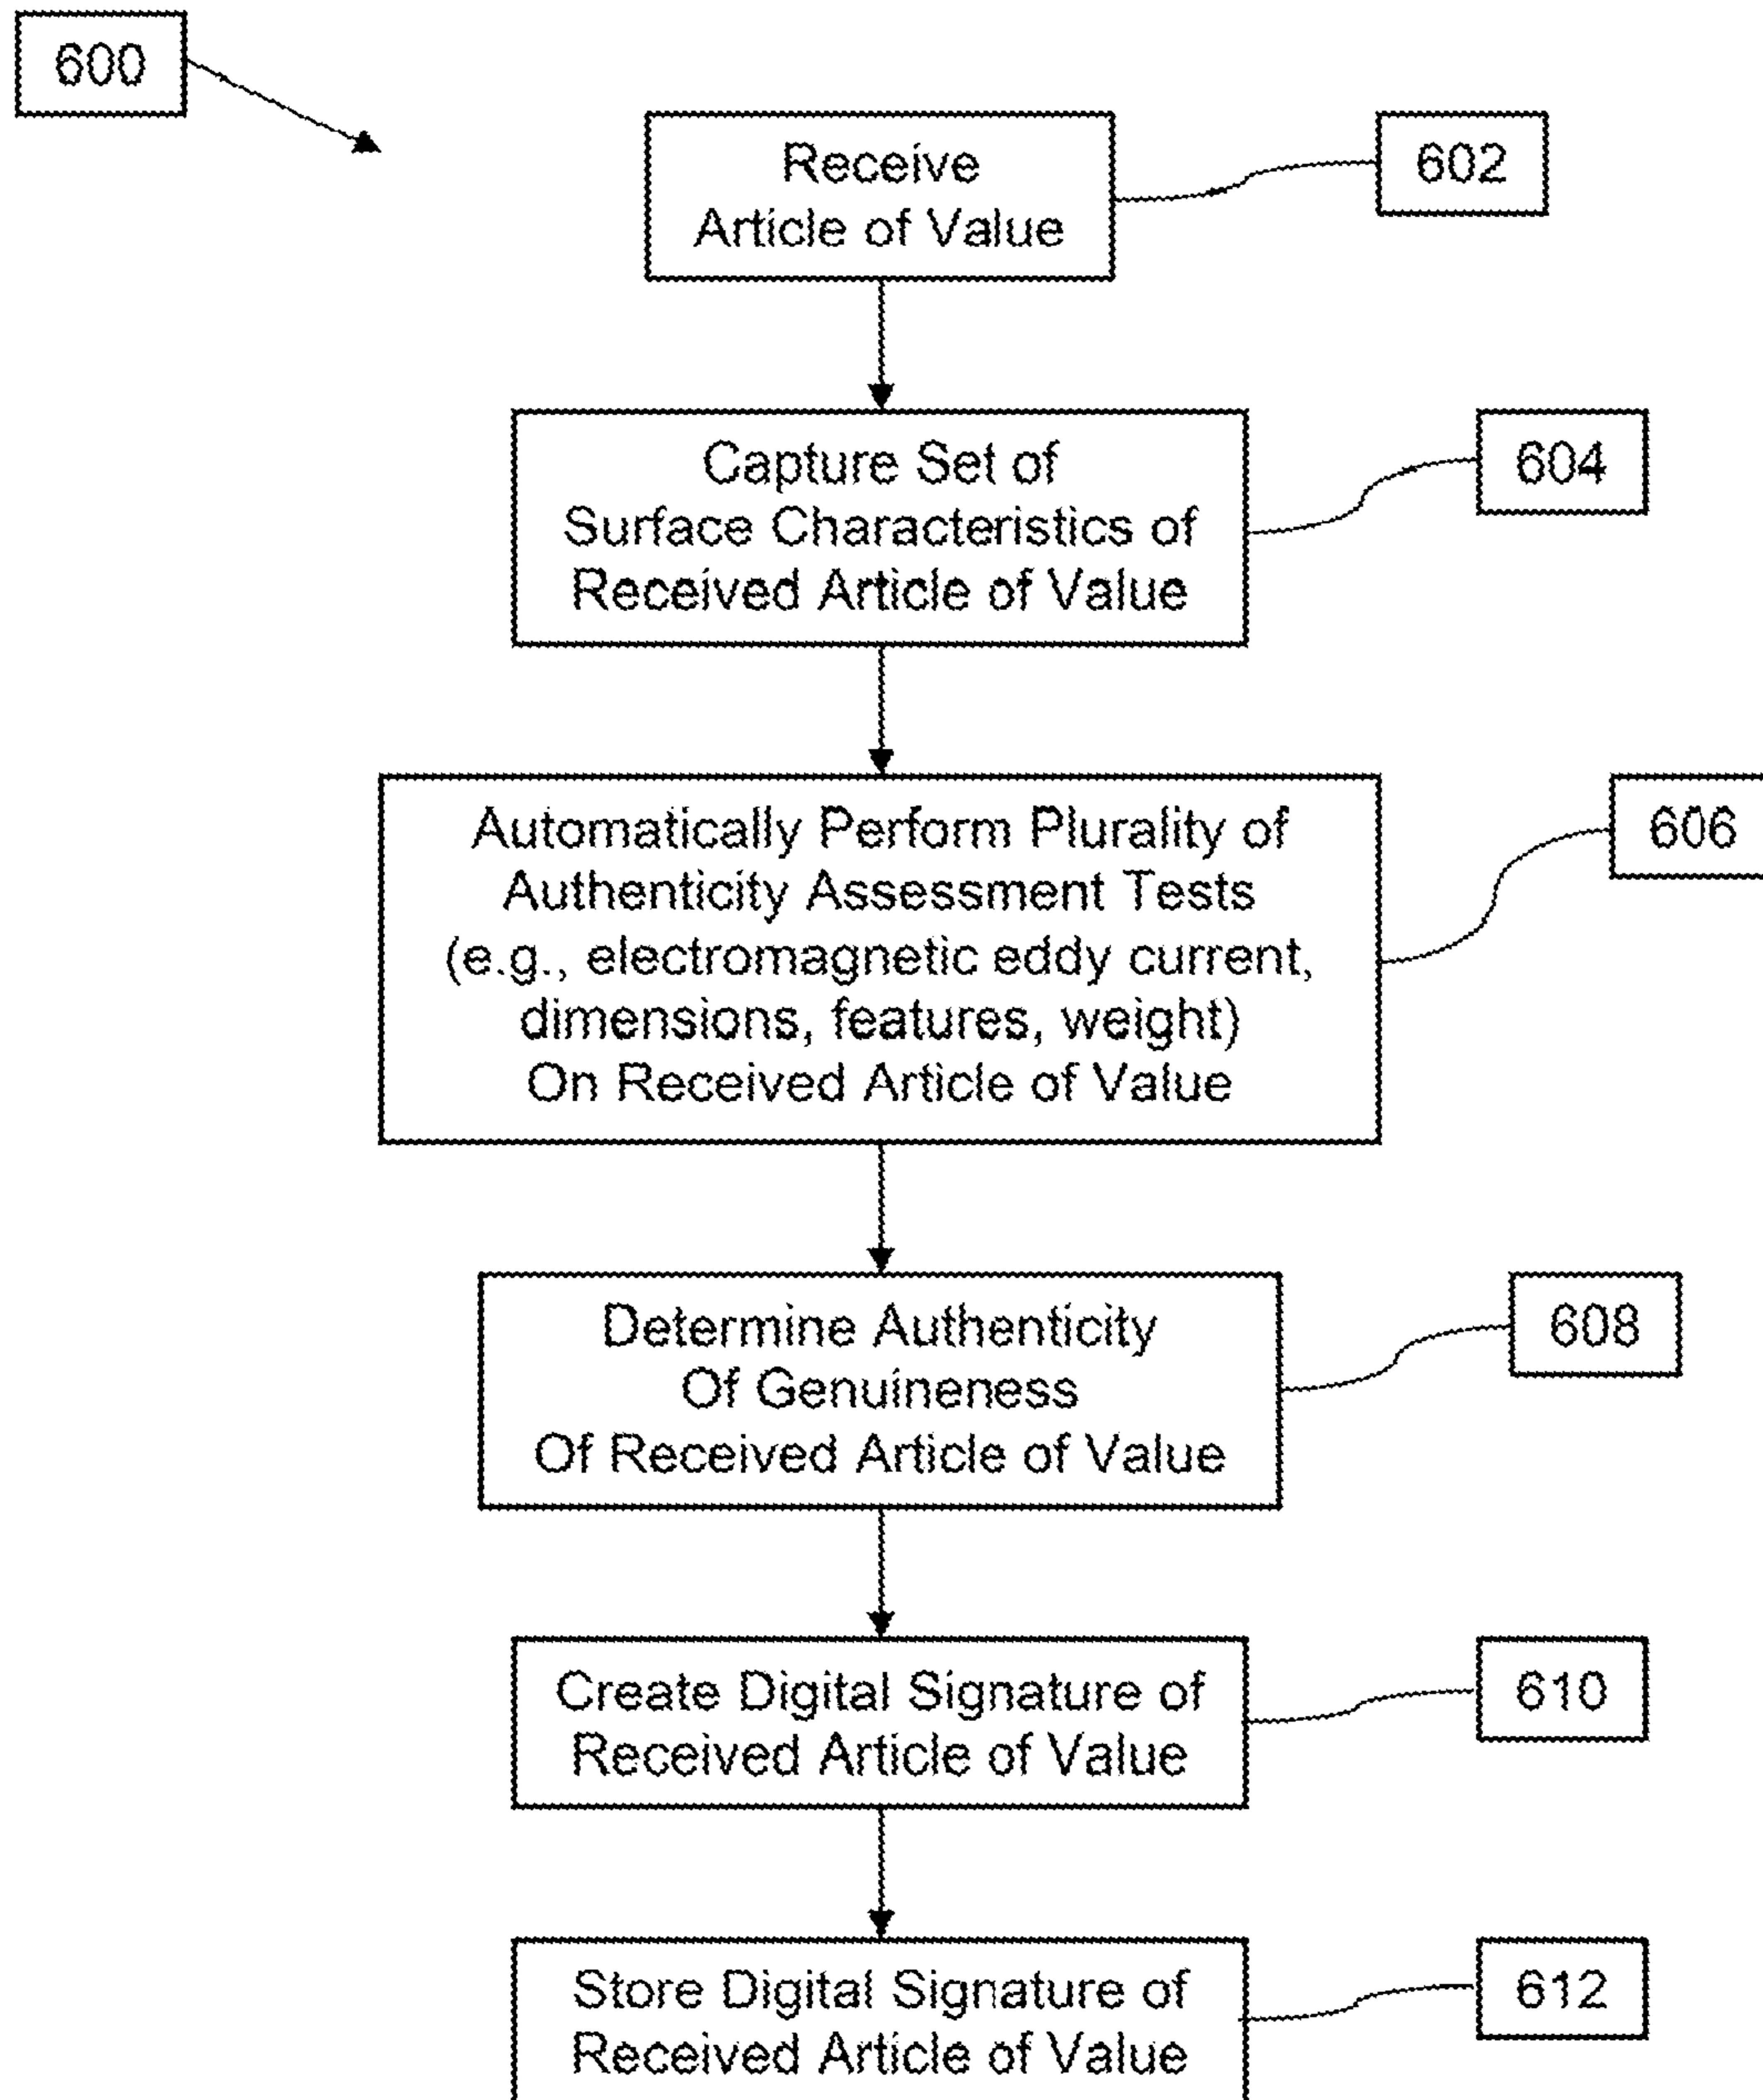 600
Receive
Article of Value
602
Capture Set of
Surface Characteristics of
Received Article of Value
604
Automatically Perform Plurality of
Authenticity Assessment Tests
(e.g., electromagnetic eddy current,
dimensions, features, weight)
On Received Article of Value
606
Determine Authenticity
Of Genuineness
Of Received Article of Value
608
Create Digital Signature of
Received Article of Value
610
Store Digital Signature of
Received Article of Value
612